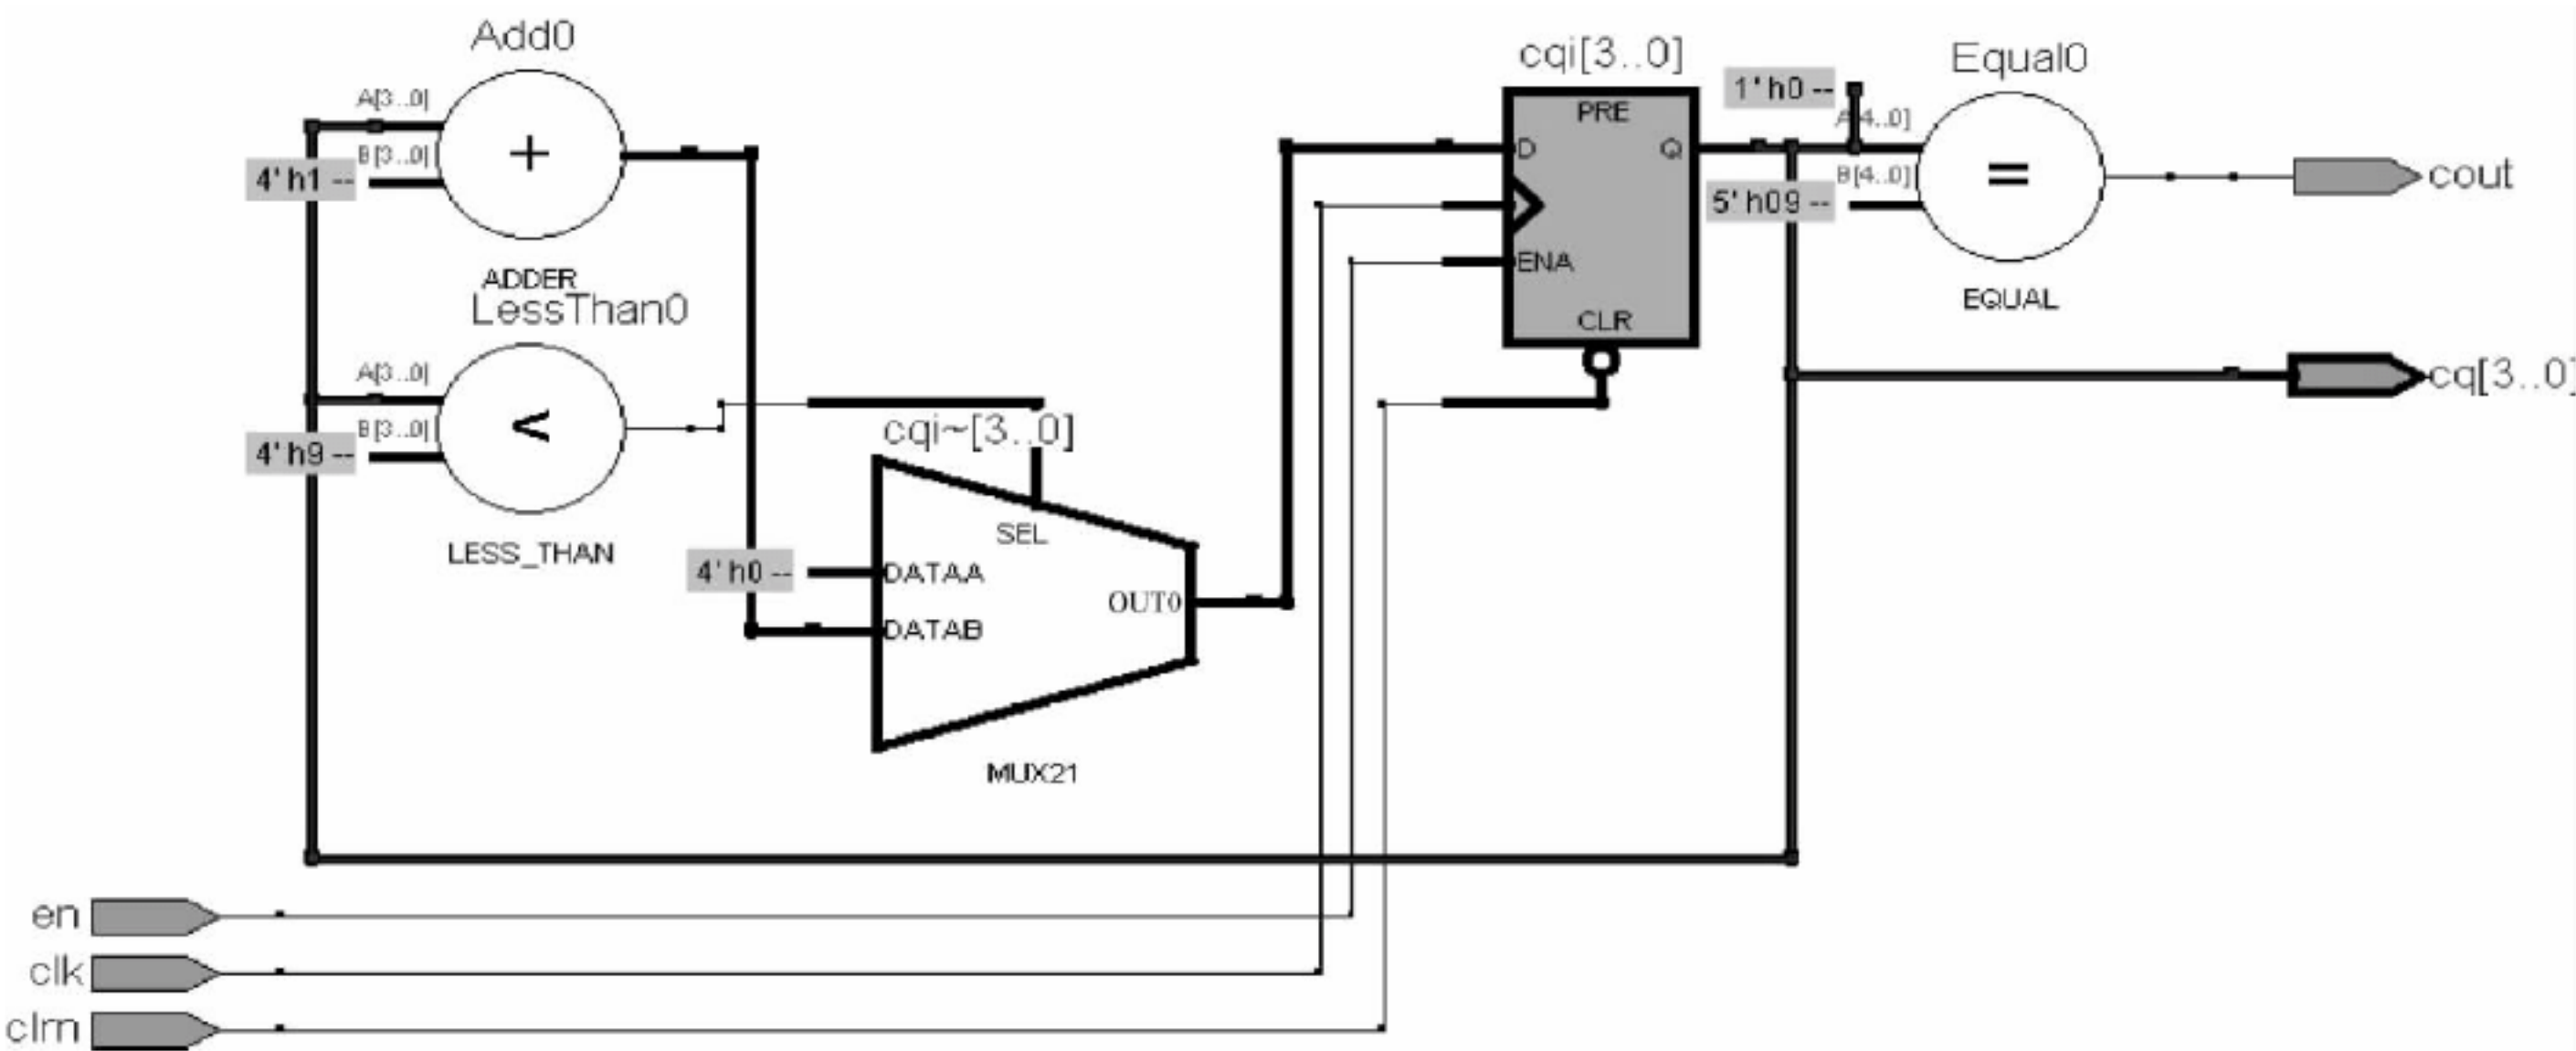 Add0
A[3..0]
B[3..0]
4'h1 --
+
ADDER
LessThan0
A[3..0]
B[3..0]
4'h9 --
<
LESS_THAN
cqi~[3..0]
SEL
4'h0 --
DATAA
DATAB
OUT0
MUX21
cqi[3..0]
PRE
D
Q
ENA
CLR
1'h0 --
A[4..0]
B[4..0]
5'h09 --
Equal0
=
EQUAL
cout
cq[3..0]
en
clk
clrn